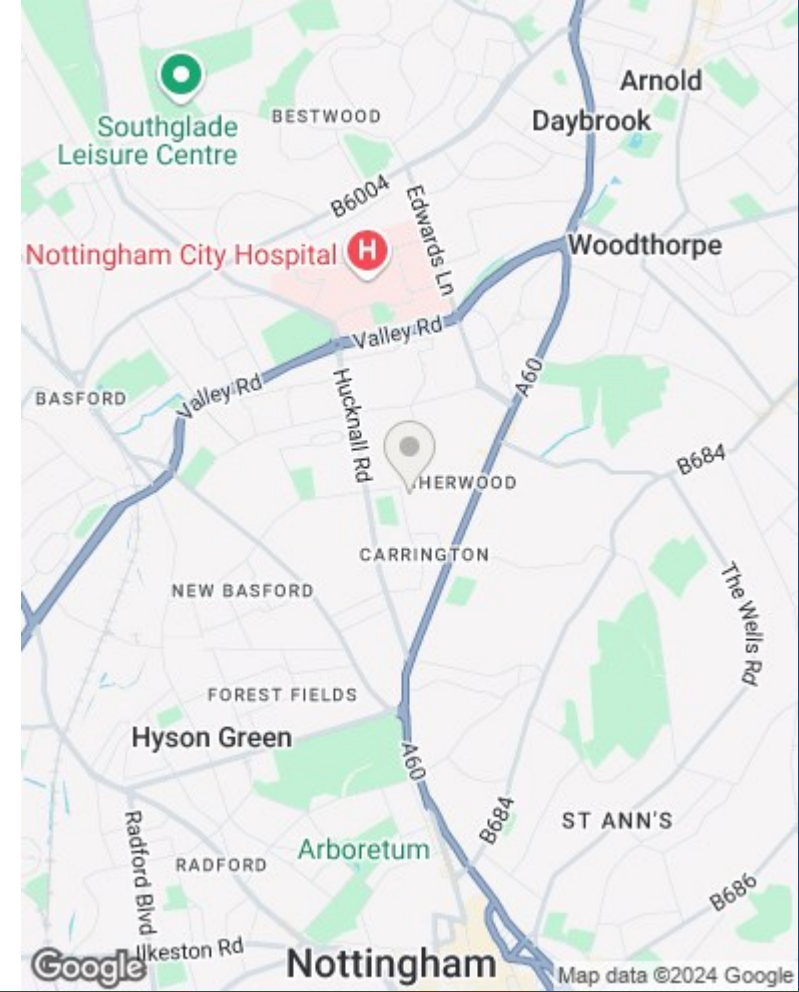 Arnold
Daybrook
BESTWOOD
Southglade
Leisure Centre
B6004
Edwards Ln
Nottingham City Hospital
H
Woodthorpe
Valley Rd
Valley Rd
A60
BASFORD
Hucknall Rd
B684
HERWOOD
CARRINGTON
NEW BASFORD
The Wells Rd
FOREST FIELDS
Hyson Green
A60
B684
ST ANN'S
Radford Blvd
Arboretum
RADFORD
B686
Ilkeston Rd
Nottingham
Google
Map data ©2024 Google